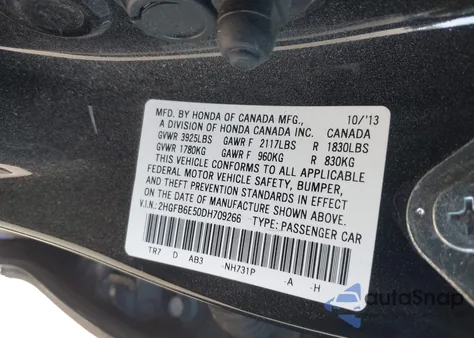 MFD. BY HONDA OF CANADA MFG., 10/'13
A DIVISION OF HONDA CANADA INC. CANADA
GVWR 3925LBS GAWR F 2117LBS R 1830LBS
GVWR 1780KG GAWR F 960KG R 830KG
THIS VEHICLE CONFORMS TO ALL APPLICABLE
FEDERAL MOTOR VEHICLE SAFETY, BUMPER,
AND THEFT PREVENTION STANDARDS IN EFFECT
ON THE DATE OF MANUFACTURE SHOWN ABOVE.
V.I.N.: 2HGFB6E50DH709266 TYPE: PASSENGER CAR
TR7 D AB3 -NH731P -A -H
autoSnap